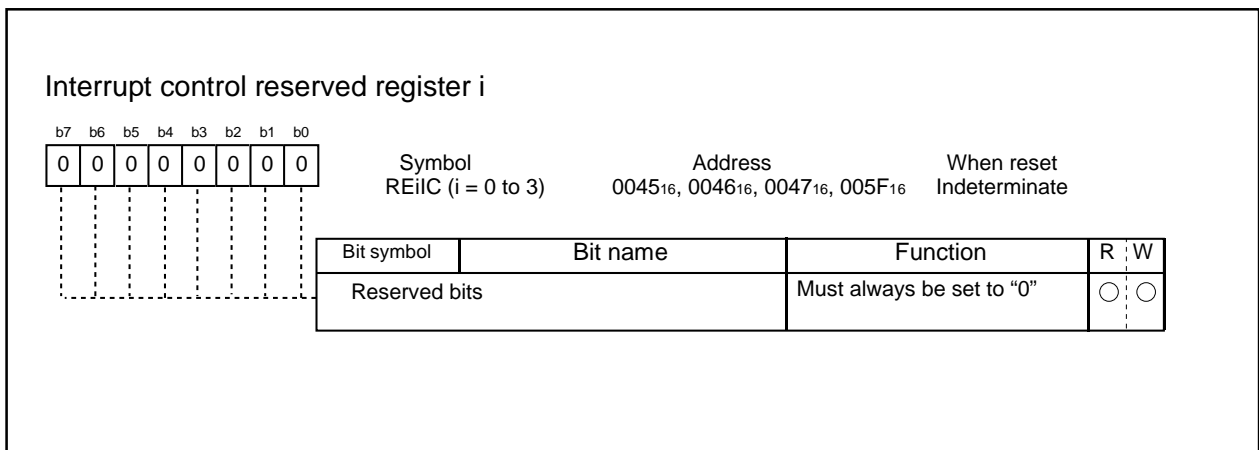 Interrupt control reserved register i
b7 b6 b5 b4 b3 b2 b1 b0
0 0 0 0 0 0 0 0
Symbol Address When reset
REiIC (i = 0 to 3) 004516, 004616, 004716, 005F16 Indeterminate
Bit symbol Bit name Function R W
Reserved bits Must always be set to “0”